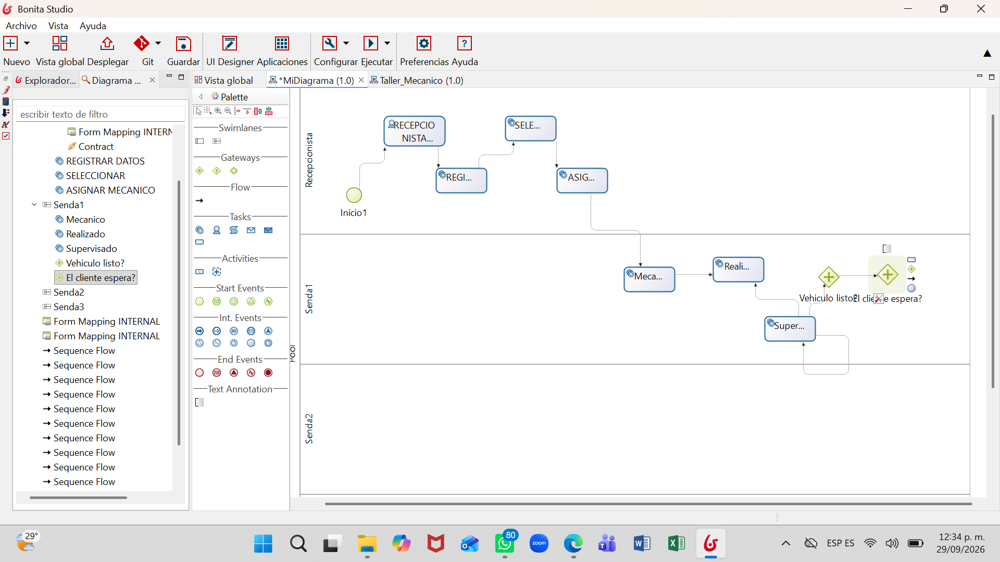 Bonita Studio
Archivo Vista Ayuda
Nuevo Vista global Desplegar Git Guardar UI Designer Aplicaciones Configurar Ejecutar Preferencias Ayuda
Explorador... Diagrama ...
Vista global *MiDiagrama (1.0) Taller_Mecanico (1.0)
escribir texto de filtro
Form Mapping INTERN
Contract
REGISTRAR DATOS
SELECCIONAR
ASIGNAR MECANICO
Senda1
Mecanico
Realizado
Supervisado
Vehiculo listo?
El cliente espera?
Senda2
Senda3
Form Mapping INTERNAL
Form Mapping INTERNAL
Sequence Flow
Sequence Flow
Sequence Flow
Sequence Flow
Sequence Flow
Sequence Flow
Sequence Flow
Sequence Flow
Sequence Flow
Sequence Flow
Palette
Swimlanes
Gateways
Flow
Tasks
Activities
Start Events
Int. Events
End Events
Text Annotation
Pool
Recepcionista
RECEPCIO
NISTA...
SELE...
REGI...
ASIG...
Inicio1
Senda1
Meca...
Reali...
Vehiculo listo?
Super...
Senda2
29°
80
zoom
ESP ES
12:34 p. m.
29/09/2026